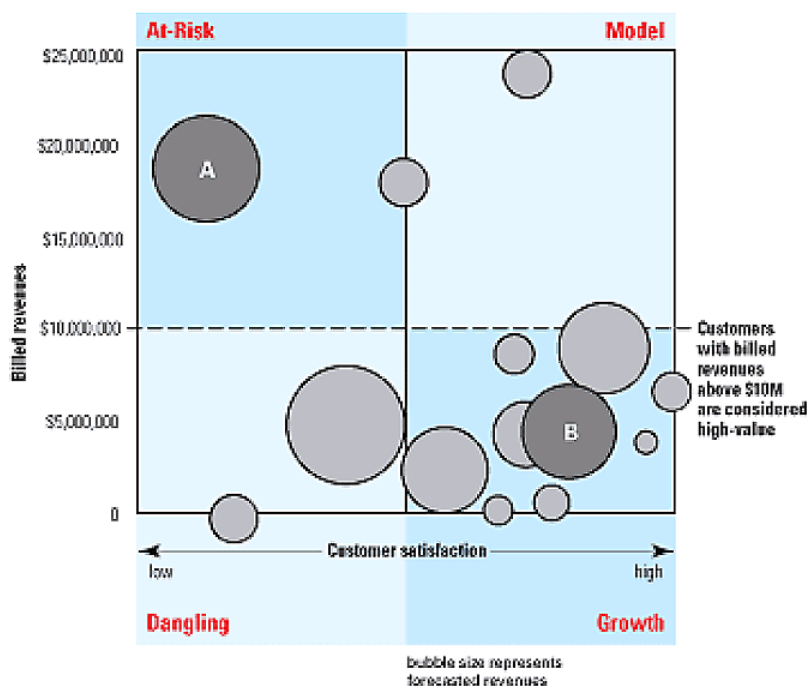 At-Risk
Model
$25,000,000
$20,000,000
$15,000,000
$10,000,000
$5,000,000
0
Billed revenues
A
B
Customers
with billed
revenues
above $10M
are considered
high-value
Customer satisfaction
low
high
Dangling
Growth
bubble size represents
forecasted revenues